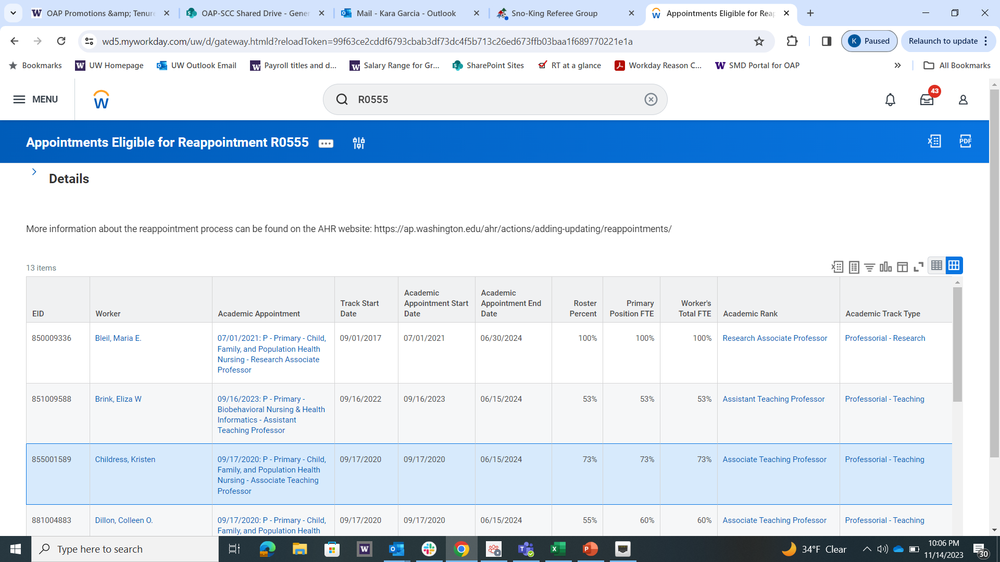 OAP Promotions &amp; Tenure
OAP-SCC Shared Drive - Gener
Mail - Kara Garcia - Outlook
Sno-King Referee Group
Appointments Eligible for Reap
wd5.myworkday.com/uw/d/gateway.htmld?reloadToken=99f63ce2cddf6793cbab3df73dc4f5b713c26ed673ffb03baa1f689770221e1a
K Paused
Relaunch to update
Bookmarks
UW Homepage
UW Outlook Email
Payroll titles and d...
Salary Range for Gr...
SharePoint Sites
RT at a glance
Workday Reason C...
SMD Portal for OAP
All Bookmarks
MENU
R0555
43
Appointments Eligible for Reappointment R0555
PDF
Details
More information about the reappointment process can be found on the AHR website: https://ap.washington.edu/ahr/actions/adding-updating/reappointments/
13 items
EID
Worker
Academic Appointment
Track Start
Date
Academic
Appointment Start
Date
Academic
Appointment End
Date
Roster
Percent
Primary
Position FTE
Worker's
Total FTE
Academic Rank
Academic Track Type
850009336
Bleil, Maria E.
07/01/2021: P - Primary - Child,
Family, and Population Health
Nursing - Research Associate
Professor
09/01/2017
07/01/2021
06/30/2024
100%
100%
100%
Research Associate Professor
Professorial - Research
851009588
Brink, Eliza W
09/16/2023: P - Primary -
Biobehavioral Nursing & Health
Informatics - Assistant
Teaching Professor
09/16/2022
09/16/2023
06/15/2024
53%
53%
53%
Assistant Teaching Professor
Professorial - Teaching
855001589
Childress, Kristen
09/17/2020: P - Primary - Child,
Family, and Population Health
Nursing - Associate Teaching
Professor
09/17/2020
09/17/2020
06/15/2024
73%
73%
73%
Associate Teaching Professor
Professorial - Teaching
881004883
Dillon, Colleen O.
09/17/2020: P - Primary - Child,
Family, and Population Health
09/17/2020
09/17/2020
06/15/2024
55%
60%
60%
Associate Teaching Professor
Professorial - Teaching
Type here to search
34°F Clear
10:06 PM
11/14/2023
30